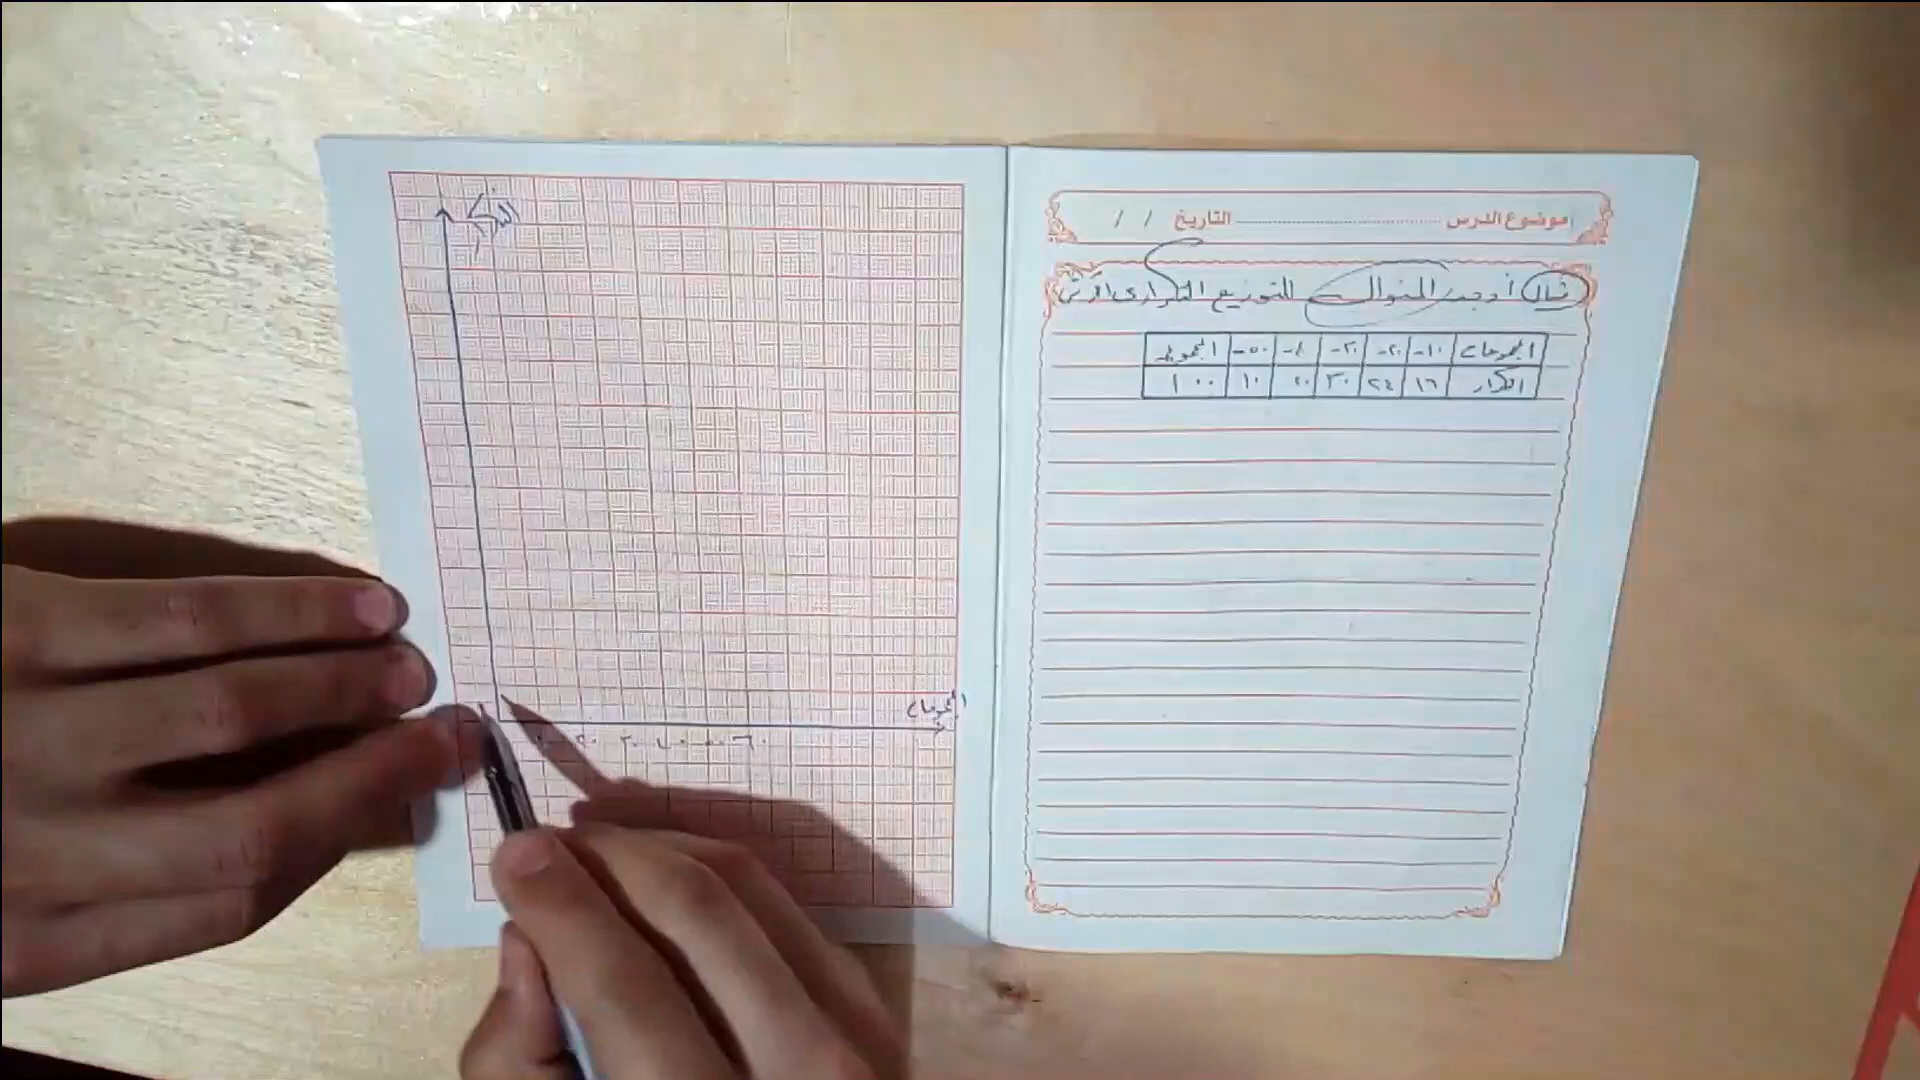 موضوع الدرس التاريخ / /
مثال أوجد المنوال للتوزيع التكراري الآتى
المجموعات ١٠- ٢٠- ٣٠- ٤٠- ٥٠- المجموع
التكرار ١٦ ٢٤ ٣٠ ٢٠ ١٠ ١٠٠
التكرار
المجموعات
١٠ ٢٠ ٣٠ ٤٠ ٥٠ ٦٠